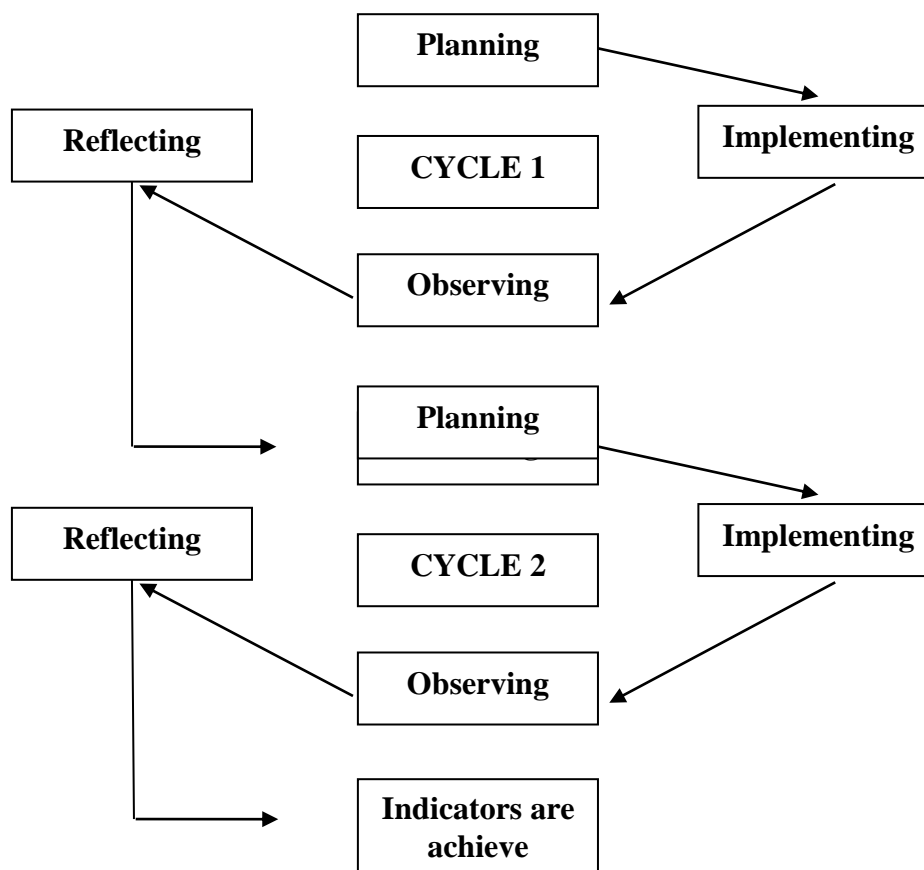 Planning
Reflecting
Implementing
CYCLE 1
Observing
Planning
Reflecting
Implementing
CYCLE 2
Observing
Indicators are
achieve